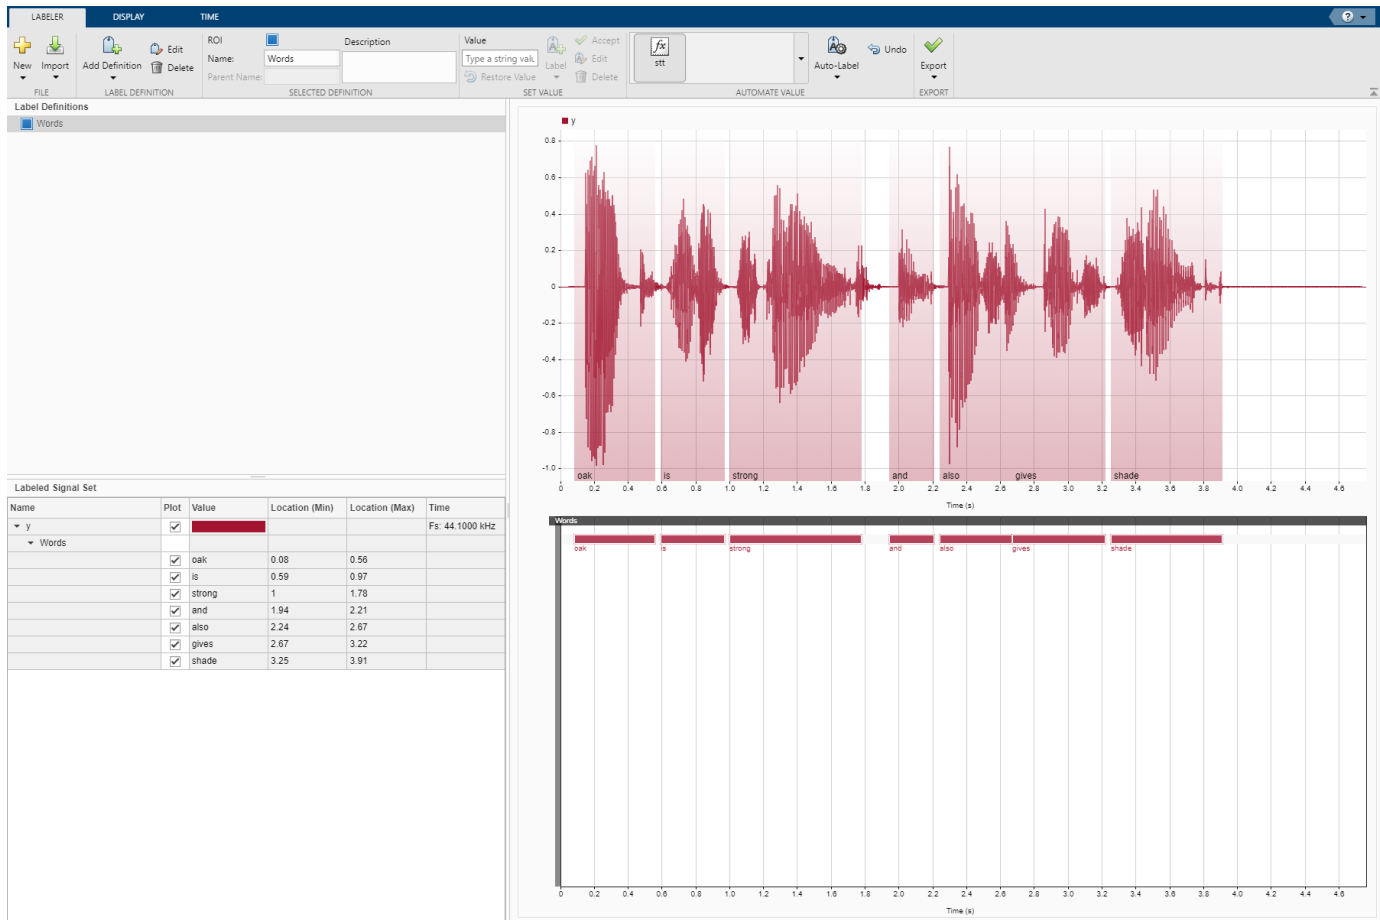 LABELER DISPLAY TIME ?
New Import Add Definition Edit Delete
ROI Description
Name: Words
Parent Name:
Value
Type a string valu
Restore Value
Label Accept Edit Delete
fx
stt
Auto-Label Undo Export
FILE LABEL DEFINITION SELECTED DEFINITION SET VALUE AUTOMATE VALUE EXPORT
Label Definitions
Words
y
0.8
0.6
0.4
0.2
0
-0.2
-0.4
-0.6
-0.8
-1.0
oak is strong and also gives shade
0 0.2 0.4 0.6 0.8 1.0 1.2 1.4 1.6 1.8 2.0 2.2 2.4 2.6 2.8 3.0 3.2 3.4 3.6 3.8 4.0 4.2 4.4 4.6
Time (s)
Labeled Signal Set
Name Plot Value Location (Min) Location (Max) Time
y Fs: 44.1000 kHz
Words
oak 0.08 0.56
is 0.59 0.97
strong 1 1.78
and 1.94 2.21
also 2.24 2.67
gives 2.67 3.22
shade 3.25 3.91
Words
oak is strong and also gives shade
0 0.2 0.4 0.6 0.8 1.0 1.2 1.4 1.6 1.8 2.0 2.2 2.4 2.6 2.8 3.0 3.2 3.4 3.6 3.8 4.0 4.2 4.4 4.6
Time (s)